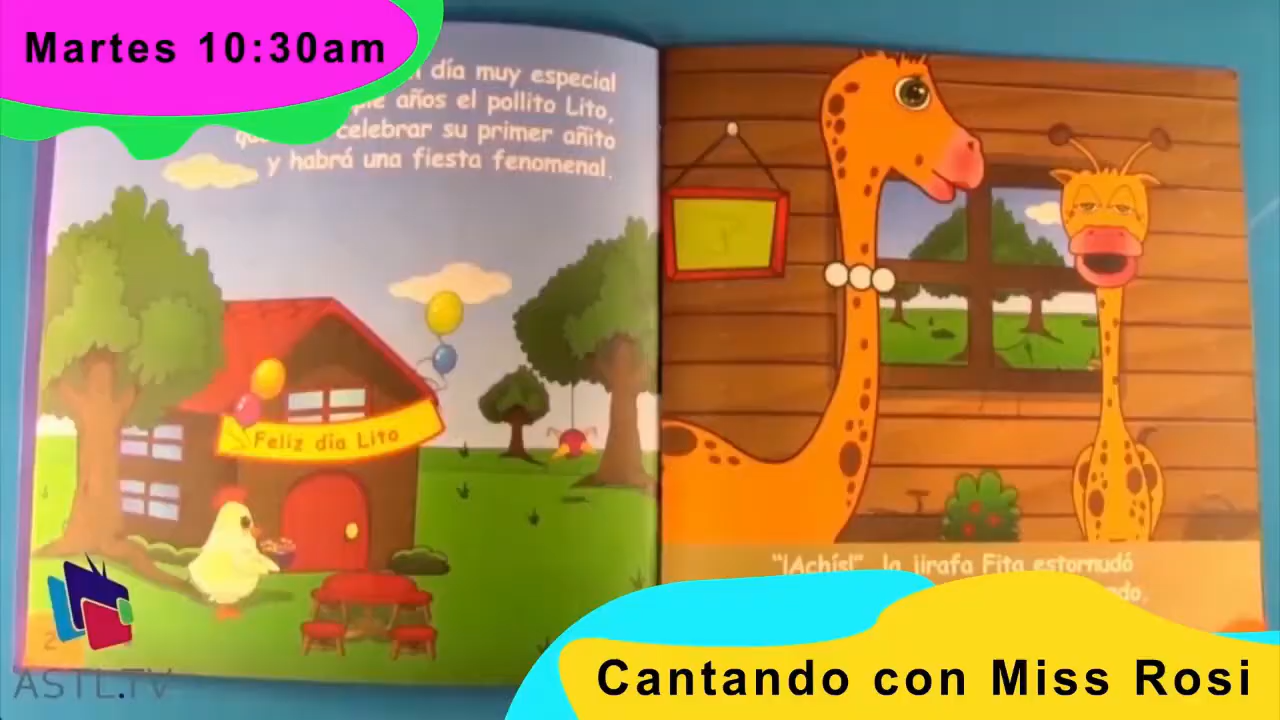 Martes 10:30am
día muy especial
años el pollito Lito,
celebrar su primer añito
y habrá una fiesta fenomenal.
Feliz día Lito
"¡Achís!", la jirafa Fita estornudó
2
ASTL.TV
Cantando con Miss Rosi